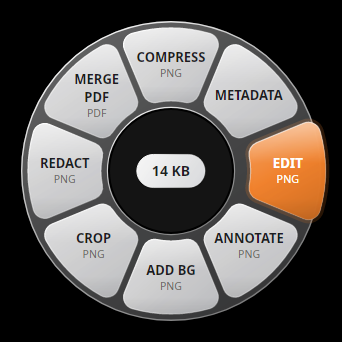 COMPRESS
PNG
METADATA
EDIT
PNG
ANNOTATE
PNG
ADD BG
PNG
CROP
PNG
REDACT
PNG
MERGE
PDF
PDF
14 KB